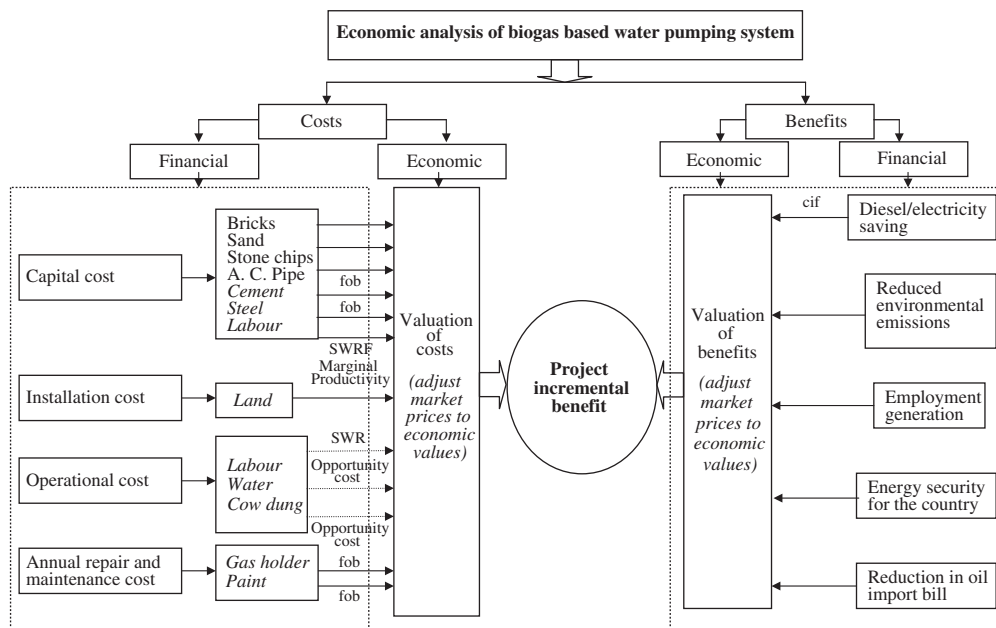 Economic analysis of biogas based water pumping system
Costs
Benefits
Financial
Economic
Economic
Financial
Capital cost
Bricks
Sand
Stone chips
A. C. Pipe
Cement
Steel
Labour
fob
fob
SWRF
Marginal
Productivity
Installation cost
Land
Operational cost
Labour
Water
Cow dung
SWR
Opportunity
cost
Opportunity
cost
Annual repair and
maintenance cost
Gas holder
Paint
fob
fob
Valuation
of
costs
(adjust
market
prices to
economic
values)
Project
incremental
benefit
Valuation
of
benefits
(adjust
market
prices to
economic
values)
cif
Diesel/electricity
saving
Reduced
environmental
emissions
Employment
generation
Energy security
for the country
Reduction in oil
import bill